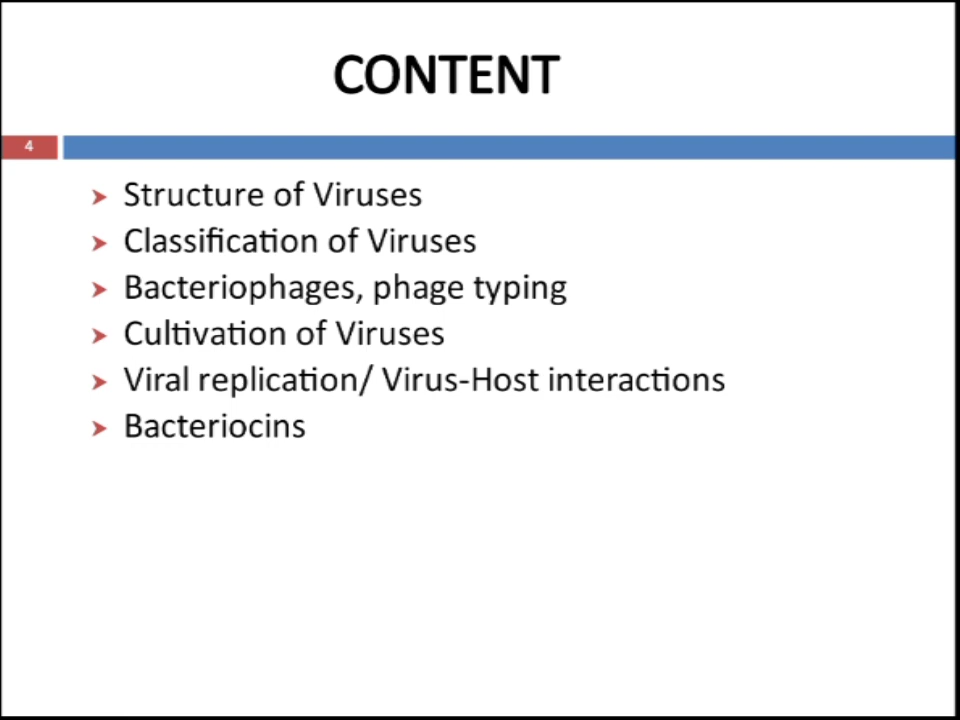 CONTENT
4
Structure of Viruses
Classification of Viruses
Bacteriophages, phage typing
Cultivation of Viruses
Viral replication/ Virus-Host interactions
Bacteriocins